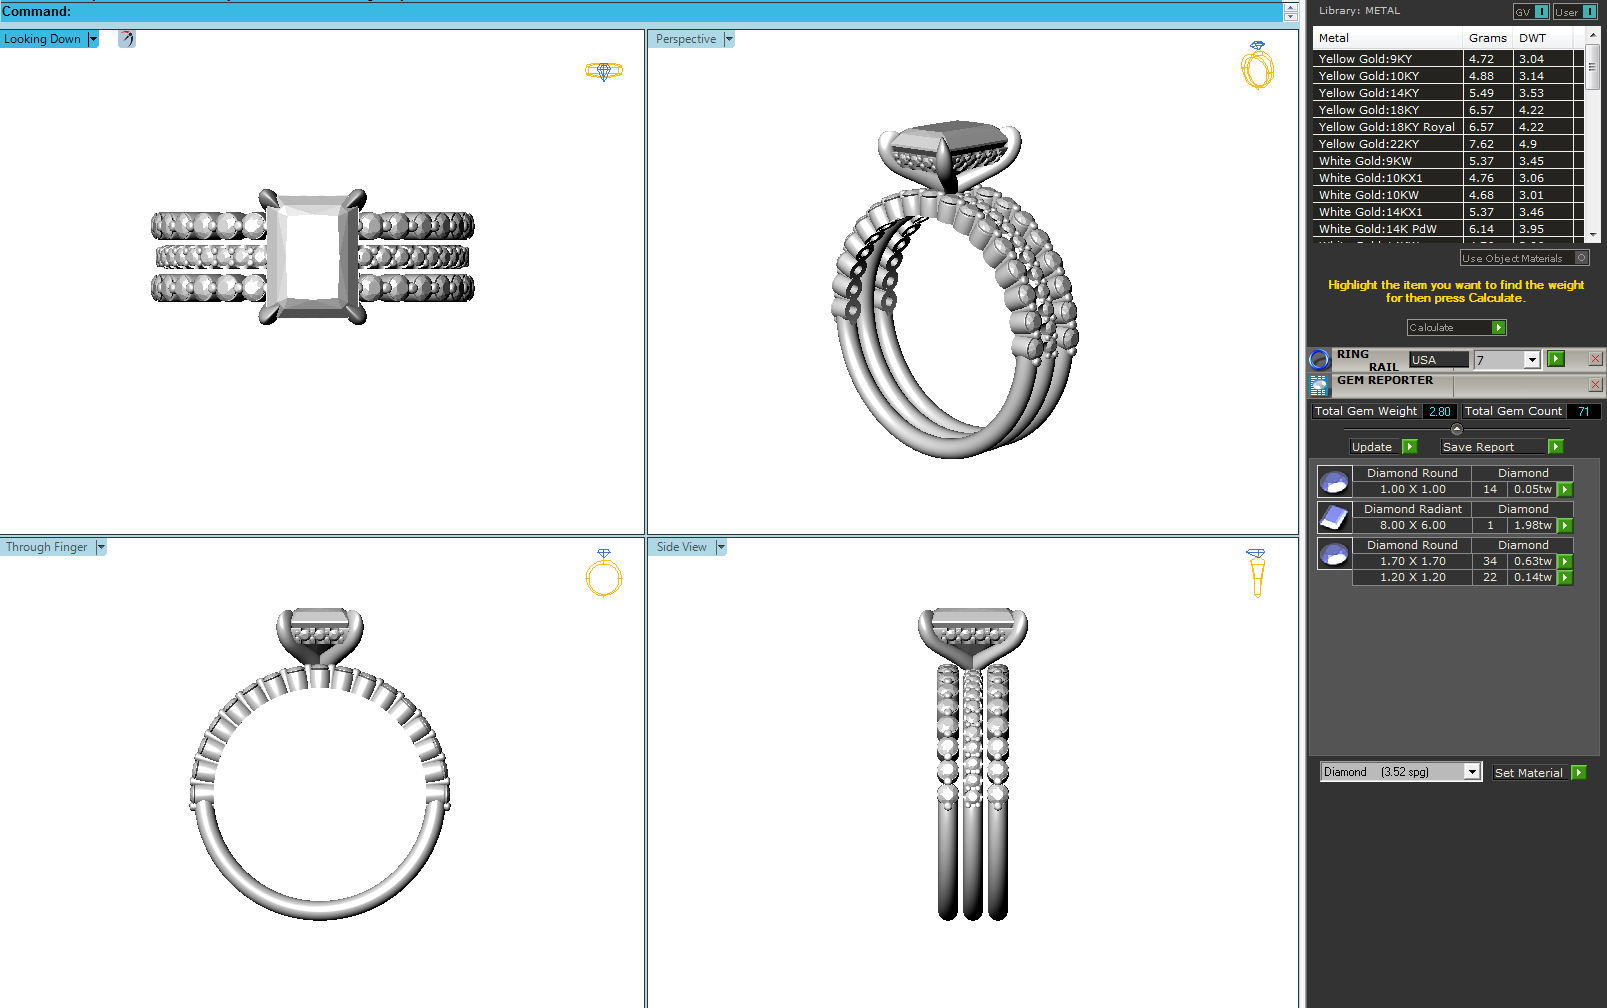 Command:
Looking Down
Perspective
Through Finger
Side View
Library: METAL
GV I User I
Metal Grams DWT
Yellow Gold:9KY 4.72 3.04
Yellow Gold:10KY 4.88 3.14
Yellow Gold:14KY 5.49 3.53
Yellow Gold:18KY 6.57 4.22
Yellow Gold:18KY Royal 6.57 4.22
Yellow Gold:22KY 7.62 4.9
White Gold:9KW 5.37 3.45
White Gold:10KX1 4.76 3.06
White Gold:10KW 4.68 3.01
White Gold:14KX1 5.37 3.46
White Gold:14K PdW 6.14 3.95
Use Object Materials O
Highlight the item you want to find the weight
for then press Calculate.
Calculate
RING
RAIL USA 7
GEM REPORTER
Total Gem Weight 2.80 Total Gem Count 71
Update Save Report
Diamond Round Diamond
1.00 X 1.00 14 0.05tw
Diamond Radiant Diamond
8.00 X 6.00 1 1.98tw
Diamond Round Diamond
1.70 X 1.70 34 0.63tw
1.20 X 1.20 22 0.14tw
Diamond (3.52 spg) Set Material